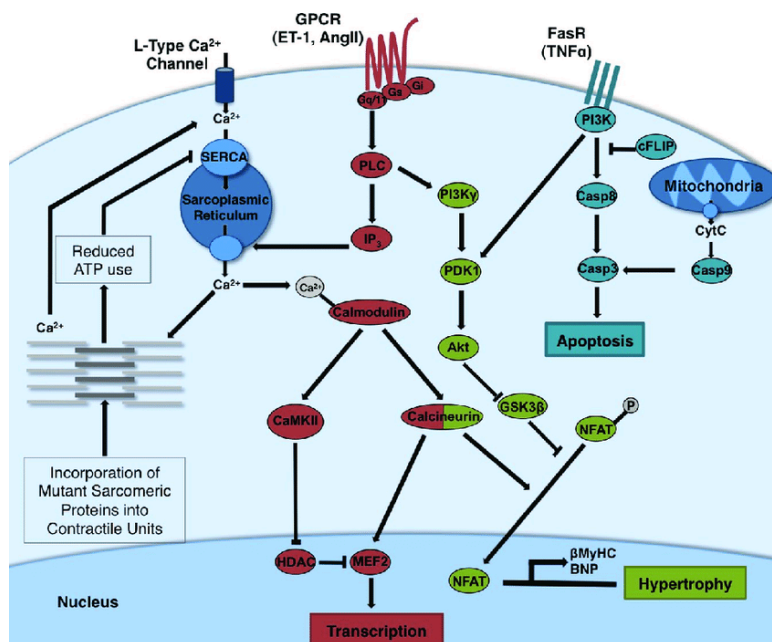 GPCR
(ET-1, AngII)
L-Type Ca²⁺
Channel
FasR
(TNFα)
Gq/11
Gs
Gi
Ca²⁺
PI3K
cFLIP
SERCA
PLC
Mitochondria
Sarcoplasmic
Reticulum
PI3Kγ
Casp8
CytC
IP₃
Reduced
ATP use
PDK1
Casp3
Casp9
Ca²⁺
Ca²⁺
Ca²⁺
Calmodulin
Akt
Apoptosis
CaMKII
Calcineurin
GSK3β
NFAT
P
Incorporation of
Mutant Sarcomeric
Proteins into
Contractile Units
HDAC
MEF2
NFAT
βMyHC
BNP
Hypertrophy
Nucleus
Transcription